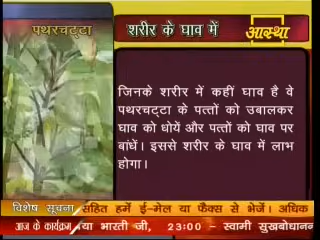 पथरचट्टा
शरीर के घाव में
आस्था
जिनके शरीर में कहीं घाव है वे
पथरचट्टा के पत्तों को उबालकर
घाव को धोयें और पत्तों को घाव पर
बांधें। इससे शरीर के घाव में लाभ
होगा।
विशेष सूचना सहित हमें ई-मेल या फैक्स से भेजें। अधिक
आज के कार्यक्रम या भारती जी, 23:00 - स्वामी सुखबोधानन